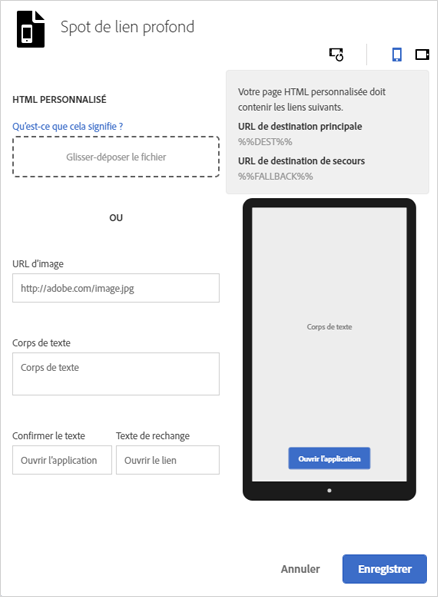 Spot de lien profond
HTML PERSONNALISÉ
Qu'est-ce que cela signifie ?
Glisser-déposer le fichier
Votre page HTML personnalisée doit
contenir les liens suivants.
URL de destination principale
%%DEST%%
URL de destination de secours
%%FALLBACK%%
OU
URL d'image
http://adobe.com/image.jpg
Corps de texte
Corps de texte
Confirmer le texte
Texte de rechange
Ouvrir l'application
Ouvrir le lien
Corps de texte
Ouvrir l'application
Annuler
Enregistrer